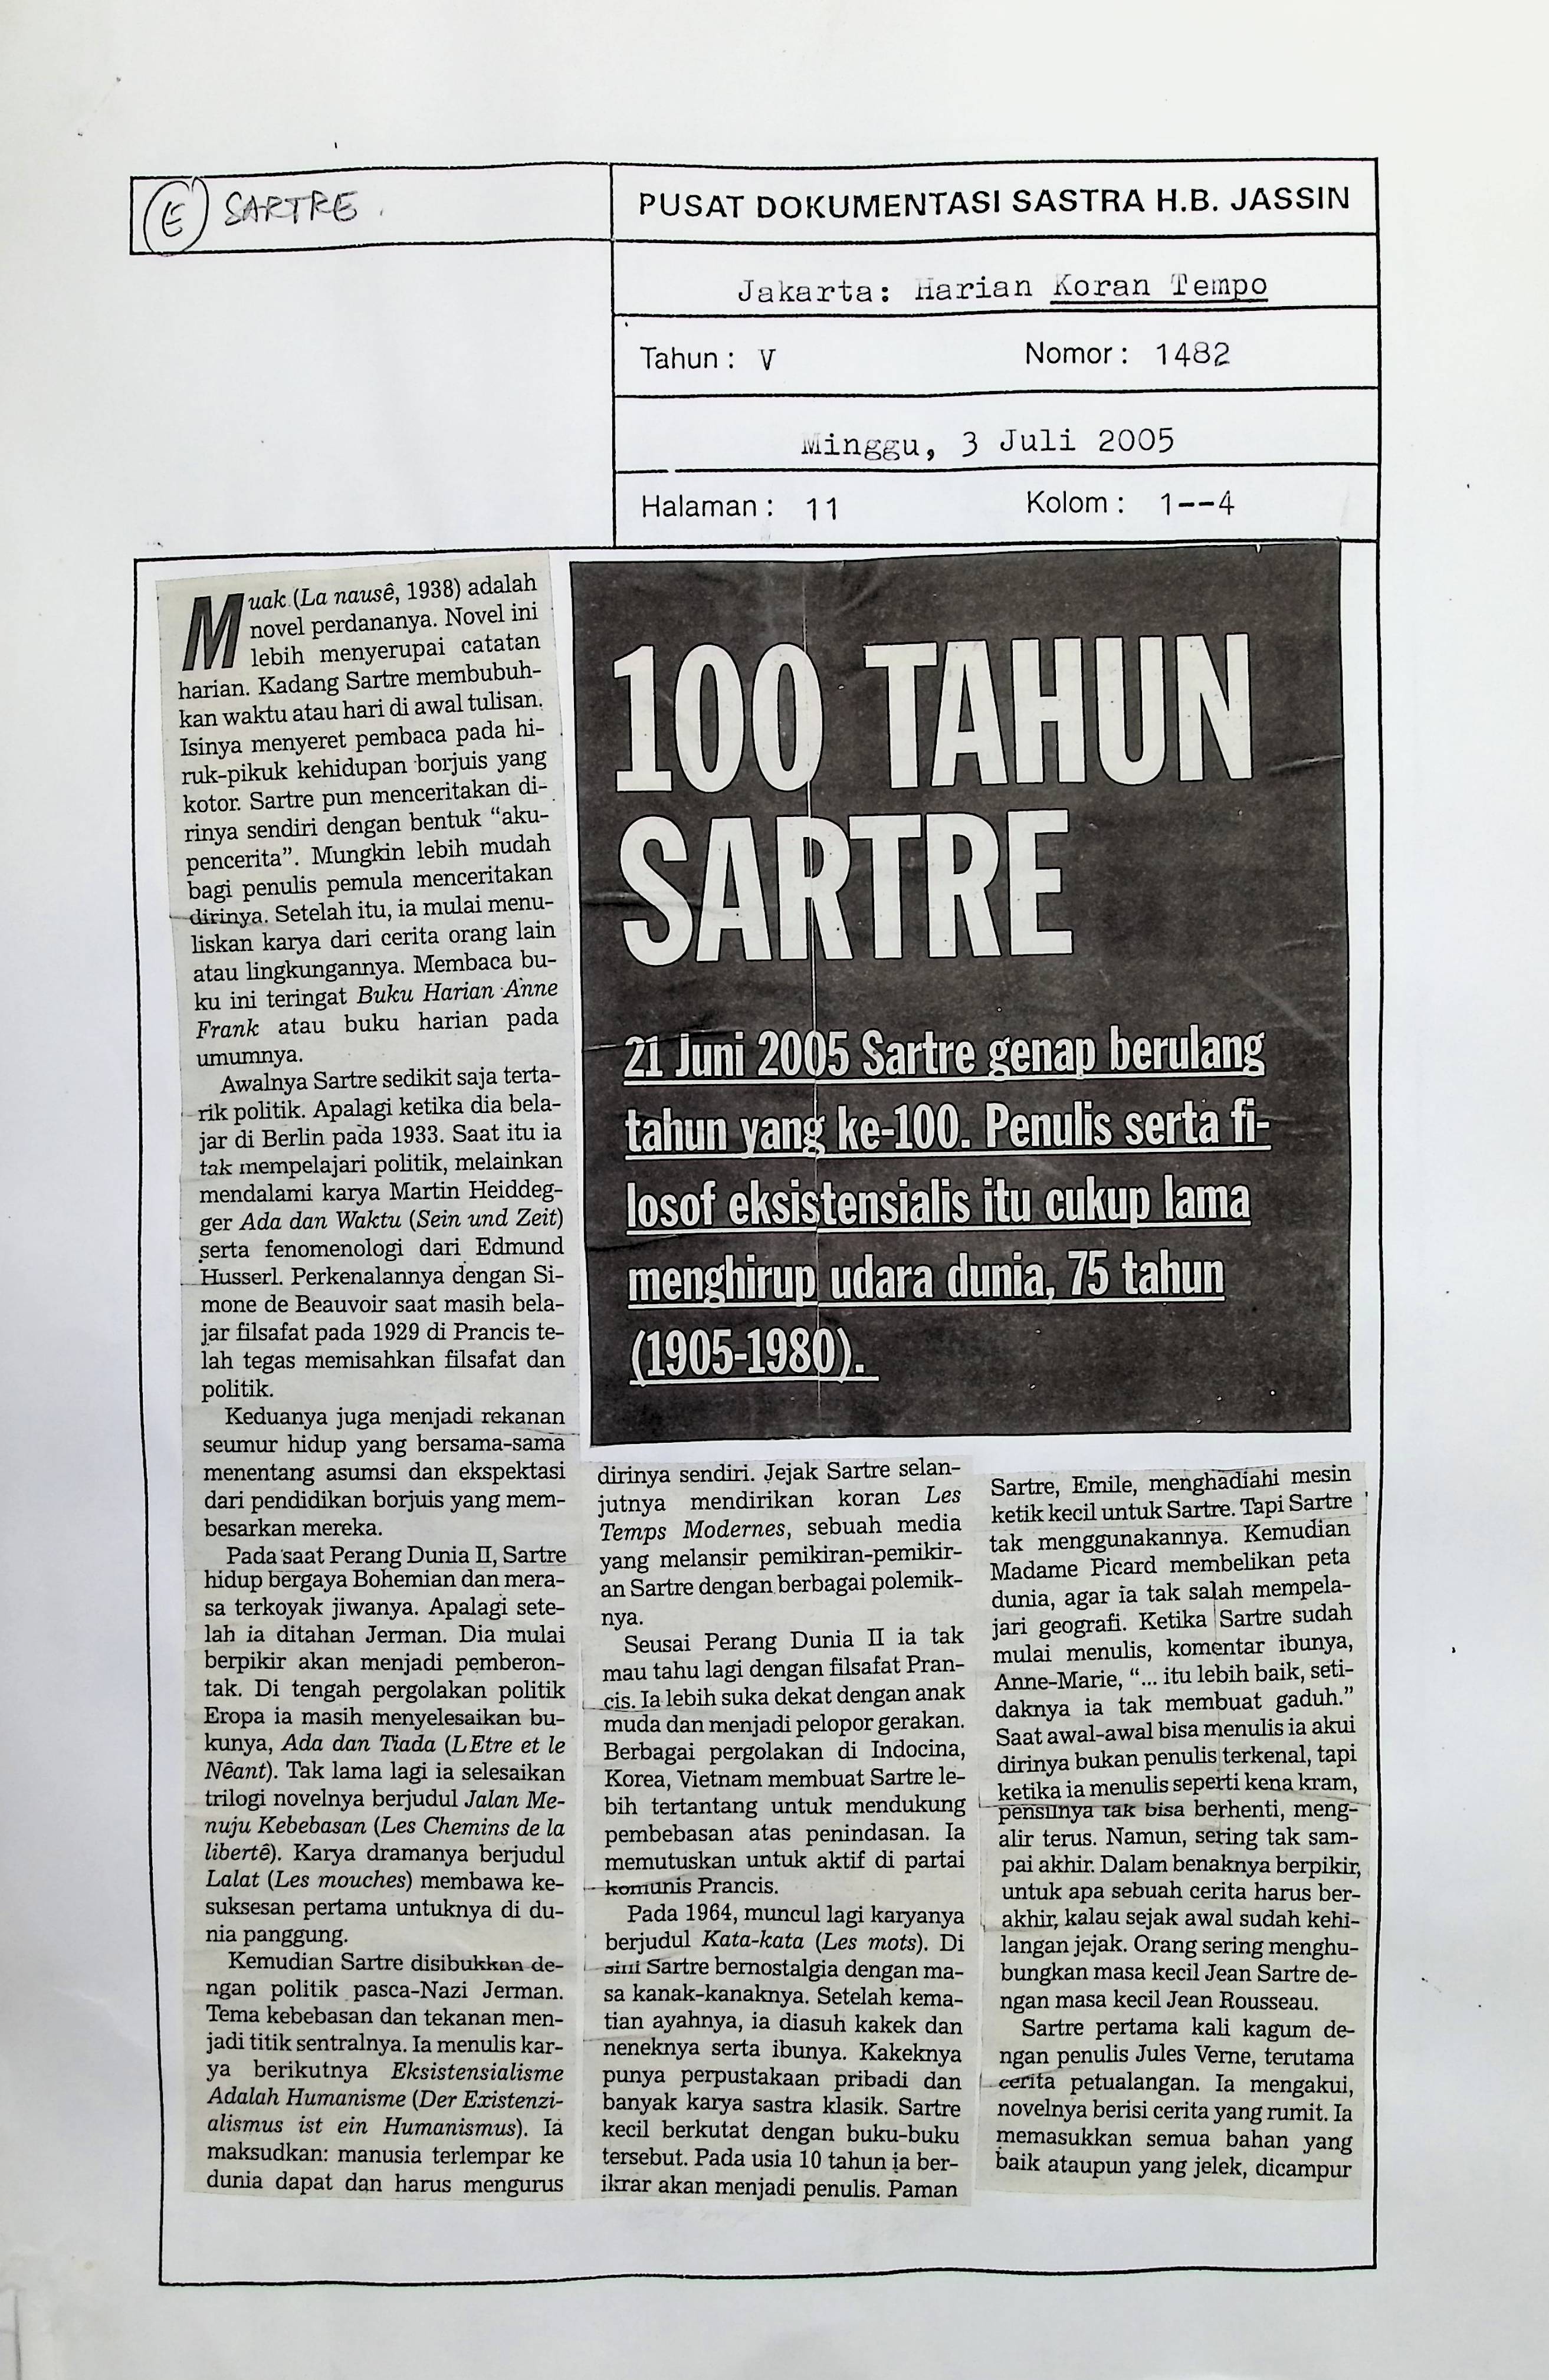 E SARTRE.
PUSAT DOKUMENTASI SASTRA H.B. JASSIN
Jakarta: Harian Koran Tempo
Tahun : V Nomor : 1482
Minggu, 3 Juli 2005
Halaman : 11 Kolom : 1--4
100 TAHUN
SARTRE
21 Juni 2005 Sartre genap berulang
tahun yang ke-100. Penulis serta fi-
losof eksistensialis itu cukup lama
menghirup udara dunia, 75 tahun
(1905-1980).
Muak (La nausê, 1938) adalah
novel perdananya. Novel ini
lebih menyerupai catatan
harian. Kadang Sartre membubuh-
kan waktu atau hari di awal tulisan.
Isinya menyeret pembaca pada hi-
ruk-pikuk kehidupan borjuis yang
kotor. Sartre pun menceritakan di-
rinya sendiri dengan bentuk “aku-
pencerita”. Mungkin lebih mudah
bagi penulis pemula menceritakan
dirinya. Setelah itu, ia mulai menu-
liskan karya dari cerita orang lain
atau lingkungannya. Membaca bu-
ku ini teringat Buku Harian Anne
Frank atau buku harian pada
umumnya.
Awalnya Sartre sedikit saja terta-
rik politik. Apalagi ketika dia bela-
jar di Berlin pada 1933. Saat itu ia
tak mempelajari politik, melainkan
mendalami karya Martin Heideg-
ger Ada dan Waktu (Sein und Zeit)
serta fenomenologi dari Edmund
Husserl. Perkenalannya dengan Si-
mone de Beauvoir saat masih bela-
jar filsafat pada 1929 di Prancis te-
lah tegas memisahkan filsafat dan
politik.
Keduanya juga menjadi rekanan
seumur hidup yang bersama-sama
menentang asumsi dan ekspektasi
dari pendidikan borjuis yang mem-
besarkan mereka.
Pada saat Perang Dunia II, Sartre
hidup bergaya Bohemian dan mera-
sa terkoyak jiwanya. Apalagi sete-
lah ia ditahan Jerman. Dia mulai
berpikir akan menjadi pemberon-
tak. Di tengah pergolakan politik
Eropa ia masih menyelesaikan bu-
kunya, Ada dan Tiada (LEtre et le
Nêant). Tak lama lagi ia selesaikan
trilogi novelnya berjudul Jalan Me-
nuju Kebebasan (Les Chemins de la
libertê). Karya dramanya berjudul
Lalat (Les mouches) membawa ke-
suksesan pertama untuknya di du-
nia panggung.
Kemudian Sartre disibukkan de-
ngan politik pasca-Nazi Jerman.
Tema kebebasan dan tekanan men-
jadi titik sentralnya. Ia menulis kar-
ya berikutnya Eksistensialisme
Adalah Humanisme (Der Existenzi-
alismus ist ein Humanismus). Ia
maksudkan: manusia terlempar ke
dunia dapat dan harus mengurus
dirinya sendiri. Jejak Sartre selan-
jutnya mendirikan koran Les
Temps Modernes, sebuah media
yang melansir pemikiran-pemikir-
an Sartre dengan berbagai polemik-
nya.
Seusai Perang Dunia II ia tak
mau tahu lagi dengan filsafat Pran-
cis. Ia lebih suka dekat dengan anak
muda dan menjadi pelopor gerakan.
Berbagai pergolakan di Indocina,
Korea, Vietnam membuat Sartre le-
bih tertantang untuk mendukung
pembebasan atas penindasan. Ia
memutuskan untuk aktif di partai
komunis Prancis.
Pada 1964, muncul lagi karyanya
berjudul Kata-kata (Les mots). Di
sini Sartre bernostalgia dengan ma-
sa kanak-kanaknya. Setelah kema-
tian ayahnya, ia diasuh kakek dan
neneknya serta ibunya. Kakeknya
punya perpustakaan pribadi dan
banyak karya sastra klasik. Sartre
kecil berkutat dengan buku-buku
tersebut. Pada usia 10 tahun ia ber-
ikrar akan menjadi penulis. Paman
Sartre, Emile, menghadiahi mesin
ketik kecil untuk Sartre. Tapi Sartre
tak menggunakannya. Kemudian
Madame Picard membelikan peta
dunia, agar ia tak salah mempela-
jari geografi. Ketika Sartre sudah
mulai menulis, komentar ibunya,
Anne-Marie, “... itu lebih baik, seti-
daknya ia tak membuat gaduh.”
Saat awal-awal bisa menulis ia akui
dirinya bukan penulis terkenal, tapi
ketika ia menulis seperti kena kram,
pensilnya tak bisa berhenti, meng-
alir terus. Namun, sering tak sam-
pai akhir. Dalam benaknya berpikir,
untuk apa sebuah cerita harus ber-
akhir, kalau sejak awal sudah kehi-
langan jejak. Orang sering menghu-
bungkan masa kecil Jean Sartre de-
ngan masa kecil Jean Rousseau.
Sartre pertama kali kagum de-
ngan penulis Jules Verne, terutama
cerita petualangan. Ia mengakui,
novelnya berisi cerita yang rumit. Ia
memasukkan semua bahan yang
baik ataupun yang jelek, dicampur